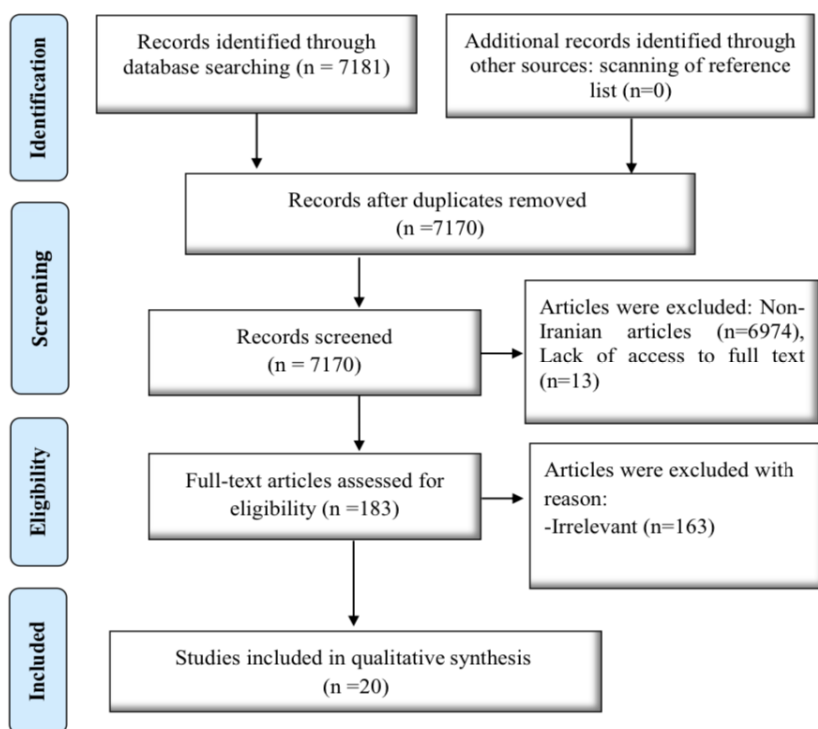 Identification
Records identified through
database searching (n = 7181)
Additional records identified through
other sources: scanning of reference
list (n=0)
Records after duplicates removed
(n =7170)
Screening
Records screened
(n = 7170)
Articles were excluded: Non-
Iranian articles (n=6974),
Lack of access to full text
(n=13)
Eligibility
Full-text articles assessed for
eligibility (n =183)
Articles were excluded with
reason:
-Irrelevant (n=163)
Included
Studies included in qualitative synthesis
(n =20)